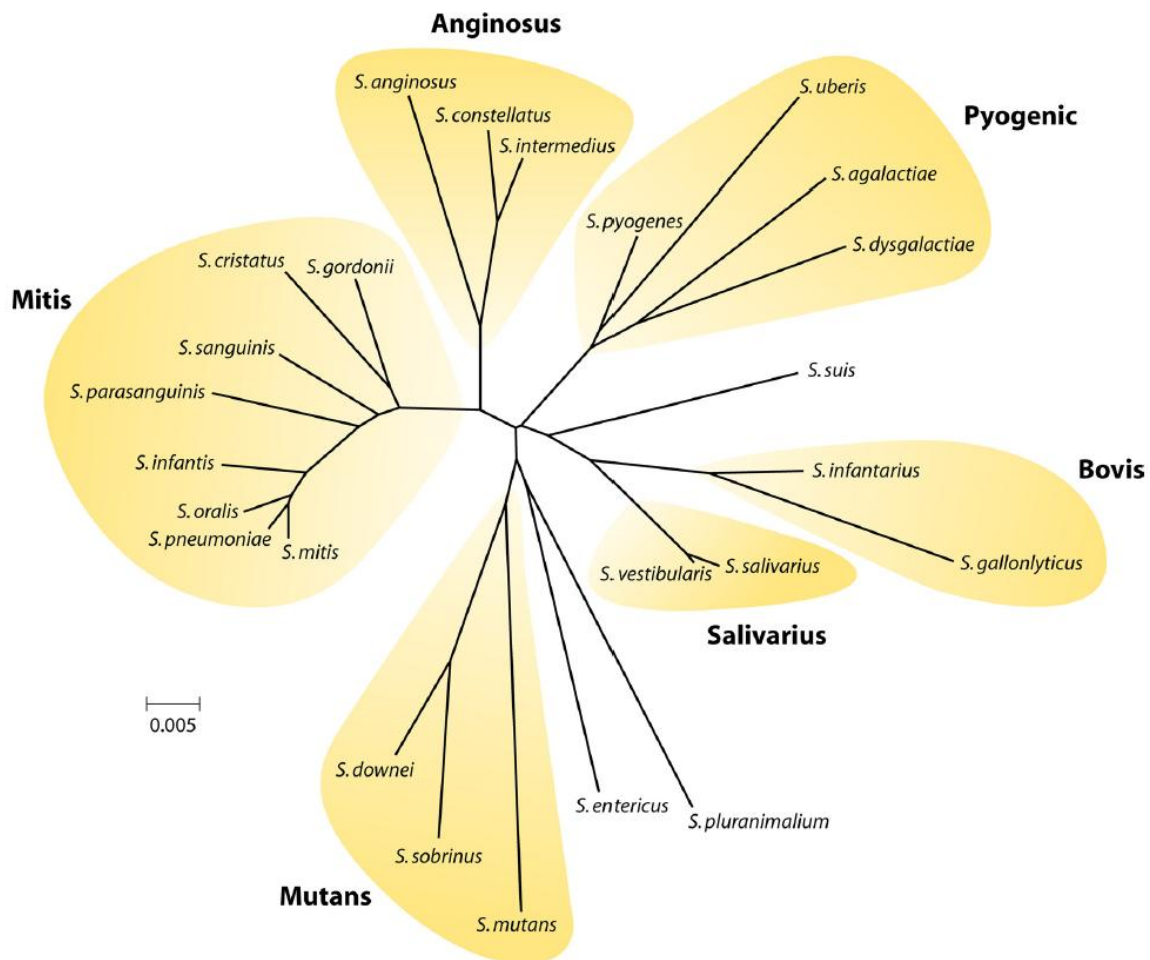 Anginosus
S. anginosus
S. constellatus
S. intermedius
Pyogenic
S. uberis
S. agalactiae
S. pyogenes
S. dysgalactiae
Mitis
S. cristatus
S. gordonii
S. sanguinis
S. parasanguinis
S. infantis
S. oralis
S. pneumoniae
S. mitis
S. suis
Bovis
S. infantarius
S. gallonlyticus
S. vestibularis
S. salivarius
Salivarius
0.005
S. downei
S. sobrinus
Mutans
S. mutans
S. entericus
S. pluranimalium